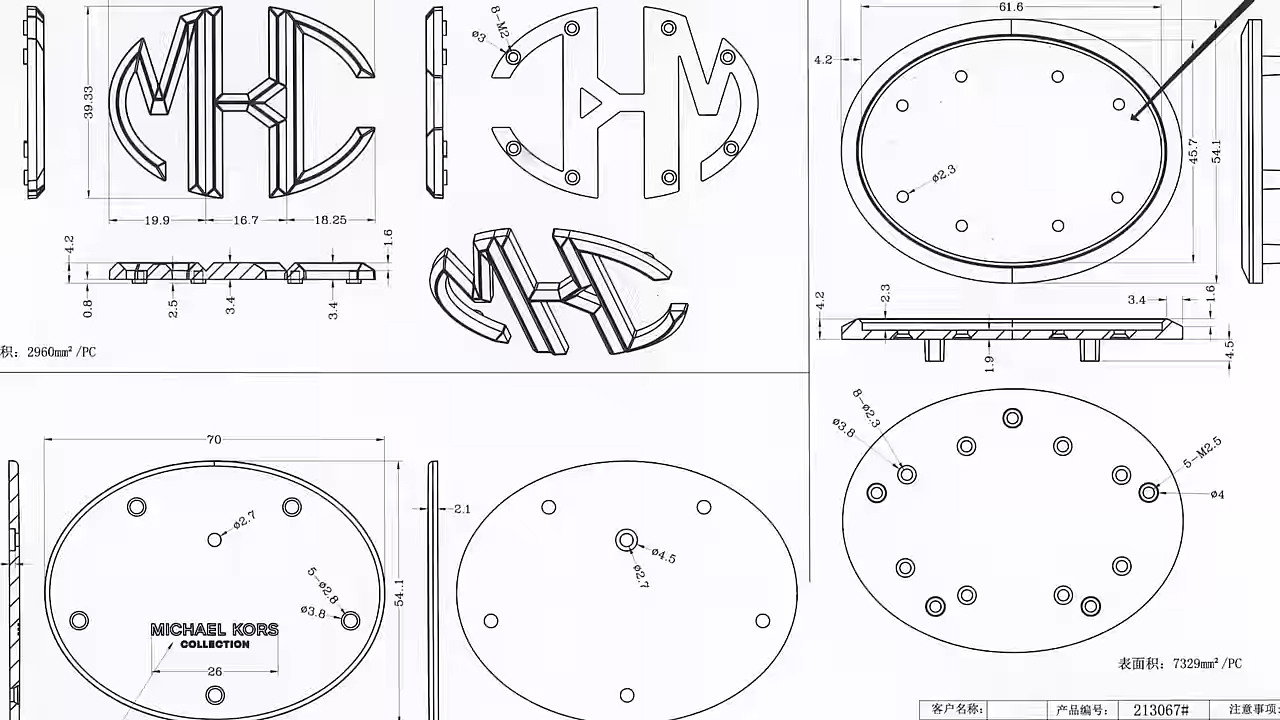 39.33
19.9
16.7
18.25
4.2
0.8
2.5
3.4
3.4
1.6
积: 2960mm²/PC
8-M2
ø3
61.6
4.2
ø2.3
45.7
54.1
4.2
2.3
3.4
1.6
1.9
4.5
8-ø2.3
ø3.8
5-M2.5
ø4
表面积: 7329mm²/PC
70
ø2.7
5-ø2.8
ø3.8
54.1
MICHAEL KORS
COLLECTION
26
2.1
ø4.5
ø2.7
客户名称:
产品编号:
213067#
注意事项: